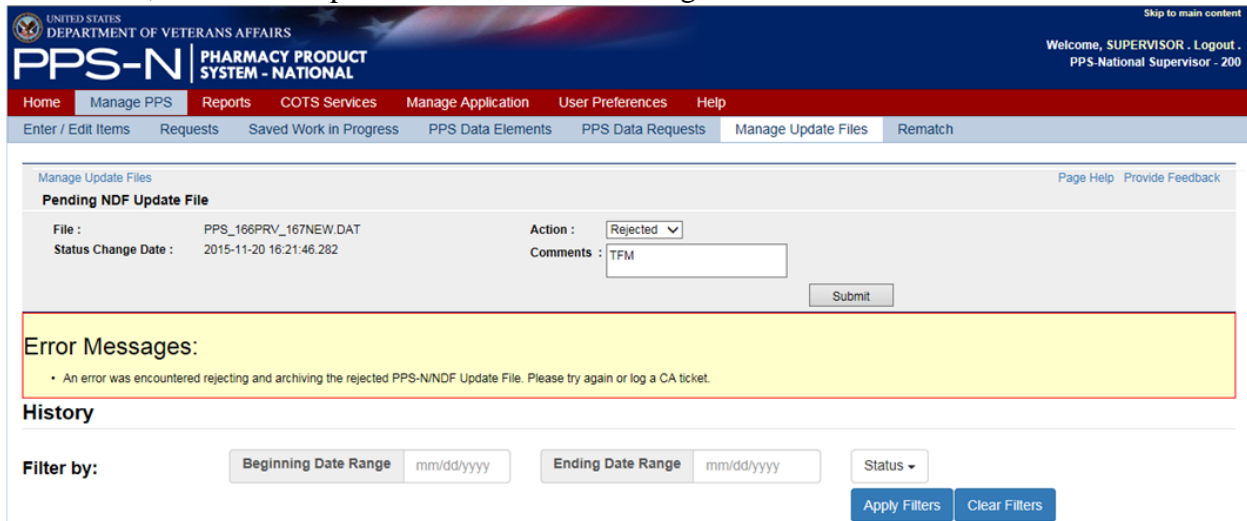 Skip to main content
UNITED STATES
DEPARTMENT OF VETERANS AFFAIRS
PPS-N PHARMACY PRODUCT
SYSTEM - NATIONAL
Welcome, SUPERVISOR . Logout .
PPS-National Supervisor - 200
Home Manage PPS Reports COTS Services Manage Application User Preferences Help
Enter / Edit Items Requests Saved Work in Progress PPS Data Elements PPS Data Requests Manage Update Files Rematch
Manage Update Files Page Help Provide Feedback
Pending NDF Update File
File : PPS_166PRV_167NEW.DAT Action : Rejected
Status Change Date : 2015-11-20 16:21:46.282 Comments : TFM
Submit
Error Messages:
• An error was encountered rejecting and archiving the rejected PPS-N/NDF Update File. Please try again or log a CA ticket.
History
Filter by: Beginning Date Range mm/dd/yyyy Ending Date Range mm/dd/yyyy Status
Apply Filters Clear Filters